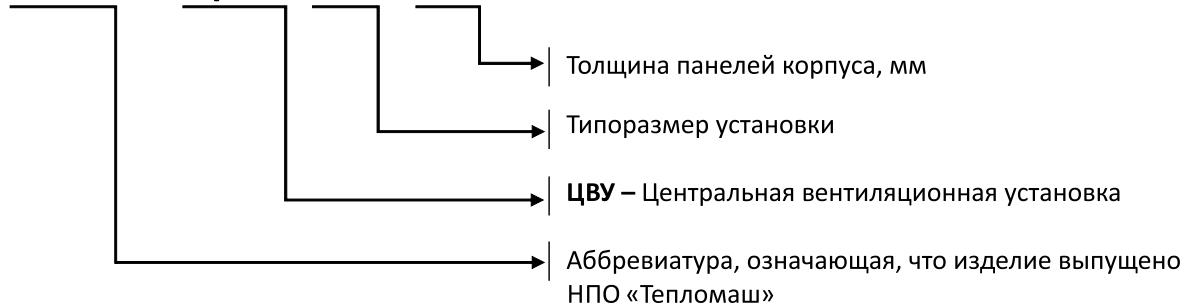 Толщина панелей корпуса, мм
Типоразмер установки
ЦВУ – Центральная вентиляционная установка
Аббревиатура, означающая, что изделие выпущено
НПО «Тепломаш»